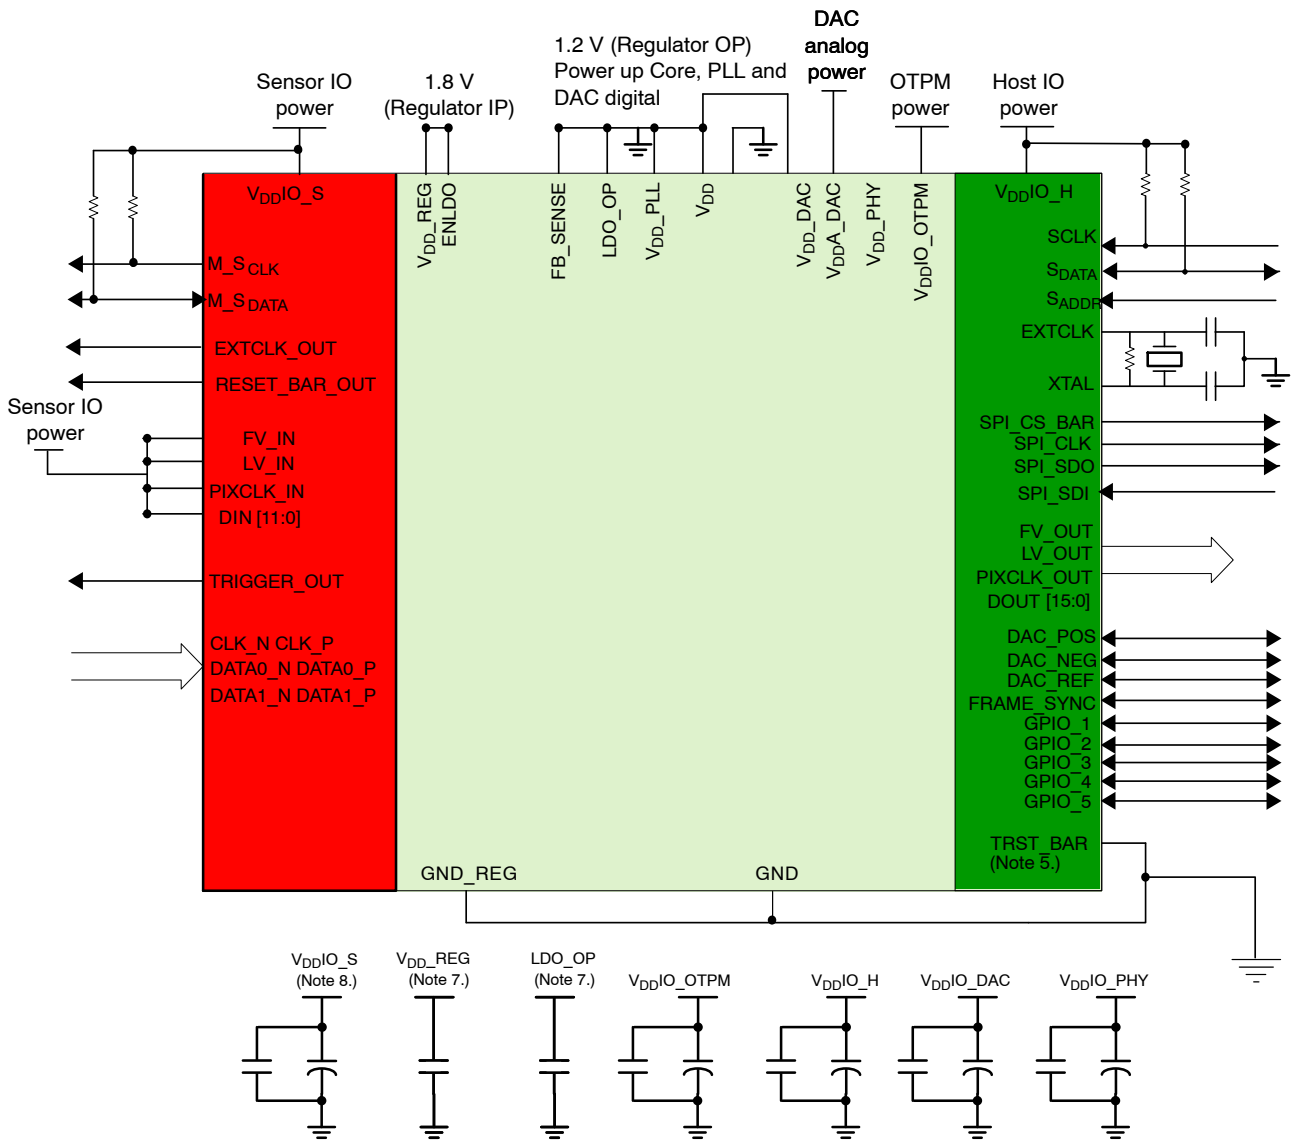 DAC
analog
power
1.2 V (Regulator OP)
Power up Core, PLL and
DAC digital
Sensor IO
power
1.8 V
(Regulator IP)
OTPM
power
Host IO
power
VDDIO_S
VDD_REG
ENLDO
FB_SENSE
LDO_OP
VDD_PLL
VDD
VDD_DAC
VDDA_DAC
VDD_PHY
VDDIO_OTPM
VDDIO_H
M_SCLK
M_SDATA
EXTCLK_OUT
RESET_BAR_OUT
Sensor IO
power
FV_IN
LV_IN
PIXCLK_IN
DIN [11:0]
TRIGGER_OUT
CLK_N CLK_P
DATA0_N DATA0_P
DATA1_N DATA1_P
SCLK
SDATA
SADDR
EXTCLK
XTAL
SPI_CS_BAR
SPI_CLK
SPI_SDO
SPI_SDI
FV_OUT
LV_OUT
PIXCLK_OUT
DOUT [15:0]
DAC_POS
DAC_NEG
DAC_REF
FRAME_SYNC
GPIO_1
GPIO_2
GPIO_3
GPIO_4
GPIO_5
TRST_BAR
(Note 5.)
GND_REG
GND
VDDIO_S
(Note 8.)
VDD_REG
(Note 7.)
LDO_OP
(Note 7.)
VDDIO_OTPM
VDDIO_H
VDDIO_DAC
VDDIO_PHY